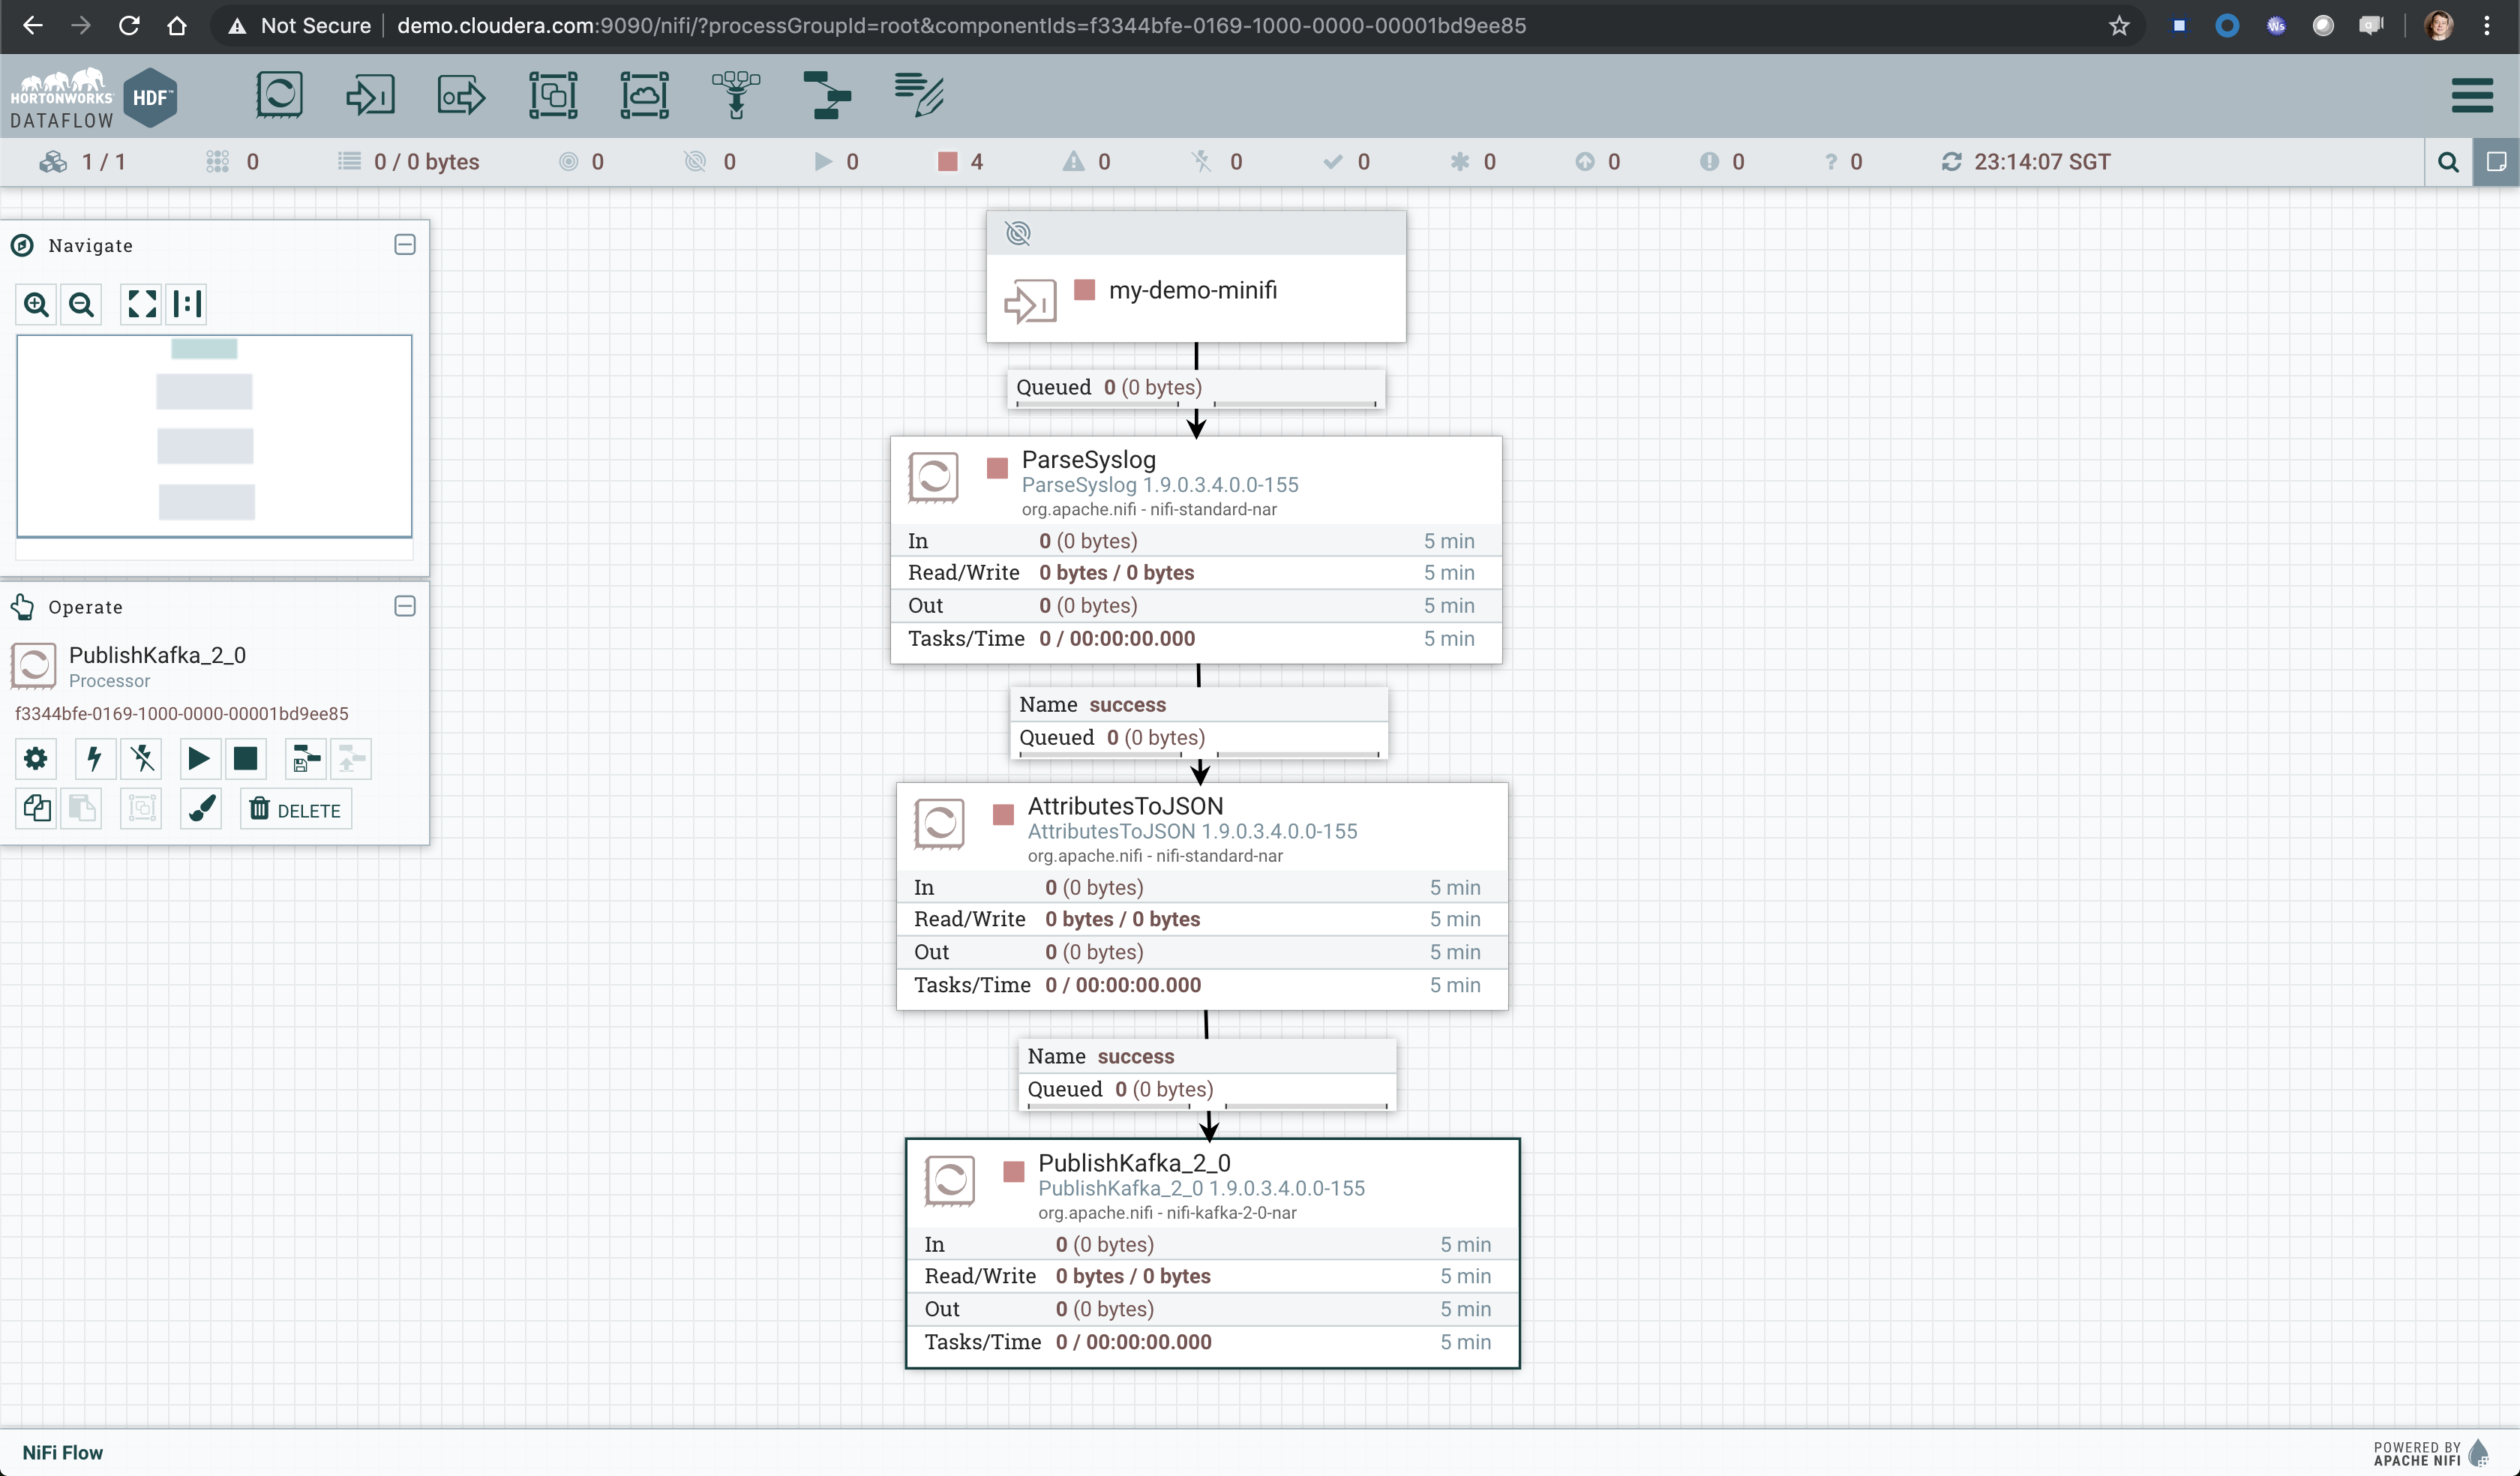 Not Secure demo.cloudera.com:9090/nifi/?processGroupId=root&componentIds=f3344bfe-0169-1000-0000-00001bd9ee85
Ws
HORTONWORKS
DATAFLOW
HDF™
1 / 1 0 0 / 0 bytes 0 0 0 4 0 0 0 0 0 0 ? 0 23:14:07 SGT
Navigate
Operate
PublishKafka_2_0
Processor
f3344bfe-0169-1000-0000-00001bd9ee85
DELETE
my-demo-minifi
Queued 0 (0 bytes)
ParseSyslog
ParseSyslog 1.9.0.3.4.0.0-155
org.apache.nifi - nifi-standard-nar
In 0 (0 bytes) 5 min
Read/Write 0 bytes / 0 bytes 5 min
Out 0 (0 bytes) 5 min
Tasks/Time 0 / 00:00:00.000 5 min
Name success
Queued 0 (0 bytes)
AttributesToJSON
AttributesToJSON 1.9.0.3.4.0.0-155
org.apache.nifi - nifi-standard-nar
In 0 (0 bytes) 5 min
Read/Write 0 bytes / 0 bytes 5 min
Out 0 (0 bytes) 5 min
Tasks/Time 0 / 00:00:00.000 5 min
Name success
Queued 0 (0 bytes)
PublishKafka_2_0
PublishKafka_2_0 1.9.0.3.4.0.0-155
org.apache.nifi - nifi-kafka-2-0-nar
In 0 (0 bytes) 5 min
Read/Write 0 bytes / 0 bytes 5 min
Out 0 (0 bytes) 5 min
Tasks/Time 0 / 00:00:00.000 5 min
NiFi Flow
POWERED BY
APACHE NIFI